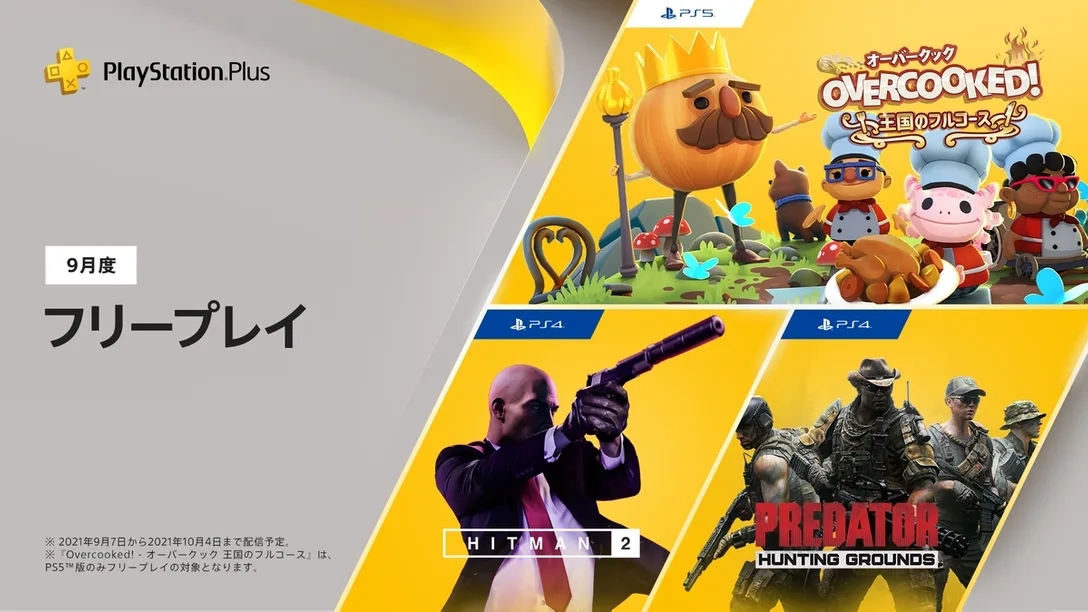 PlayStation.Plus
9月度
フリープレイ
※ 2021年9月7日から2021年10月4日まで配信予定。
※『Overcooked! - オーバークック 王国のフルコース』は、
PS5™版のみフリープレイの対象となります。
PS5
オーバークック
OVERCOOKED!
王国のフルコース
PS4
HITMAN 2
PS4
PREDATOR
HUNTING GROUNDS